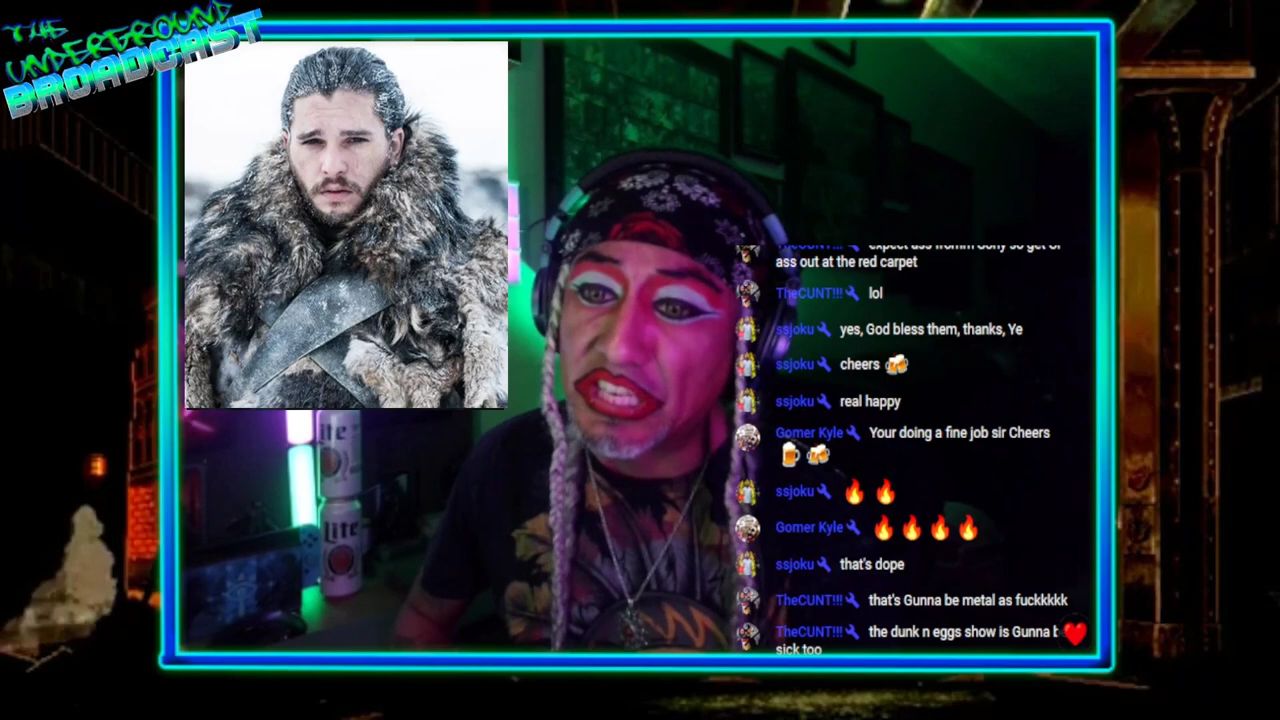 THE
UNDERGROUND
BROADCAST
ass out at the red carpet
TheCUNT!!! lol
ssjoku yes, God bless them, thanks, Ye
ssjoku cheers 🍻
ssjoku real happy
Gomer Kyle Your doing a fine job sir Cheers
🍺 🍻
ssjoku 🔥 🔥
Gomer Kyle 🔥 🔥 🔥 🔥
ssjoku that's dope
TheCUNT!!! that's Gunna be metal as fuckkkkk
TheCUNT!!! the dunk n eggs show is Gunna
sick too
Lite
Lite